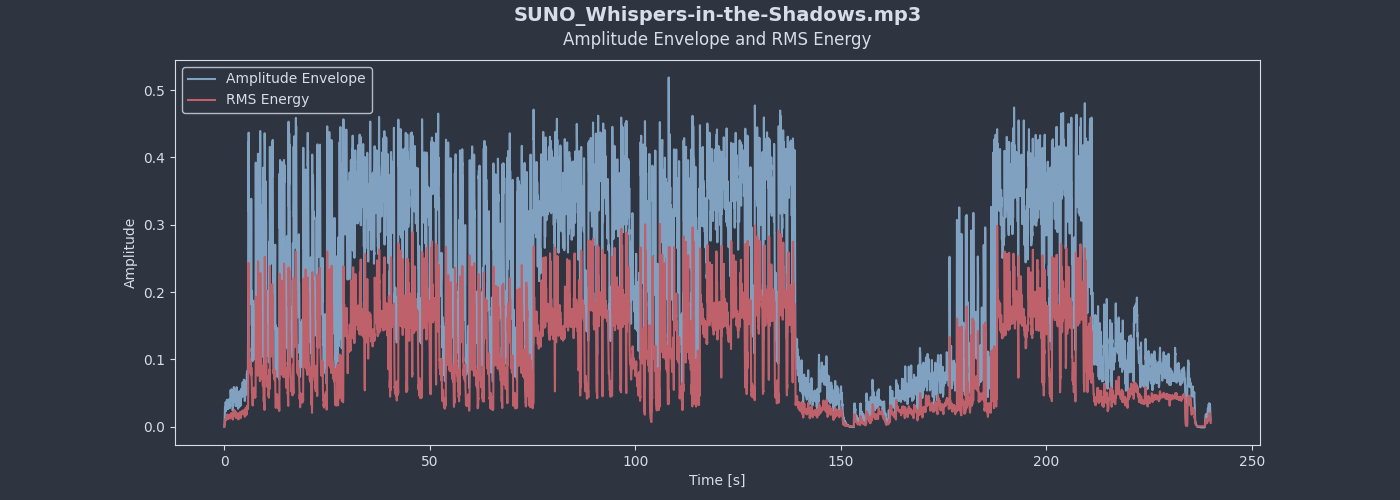 SUNO_Whispers-in-the-Shadows.mp3
Amplitude Envelope and RMS Energy
Amplitude Envelope
RMS Energy
Amplitude
0.5
0.4
0.3
0.2
0.1
0.0
0 50 100 150 200 250
Time [s]